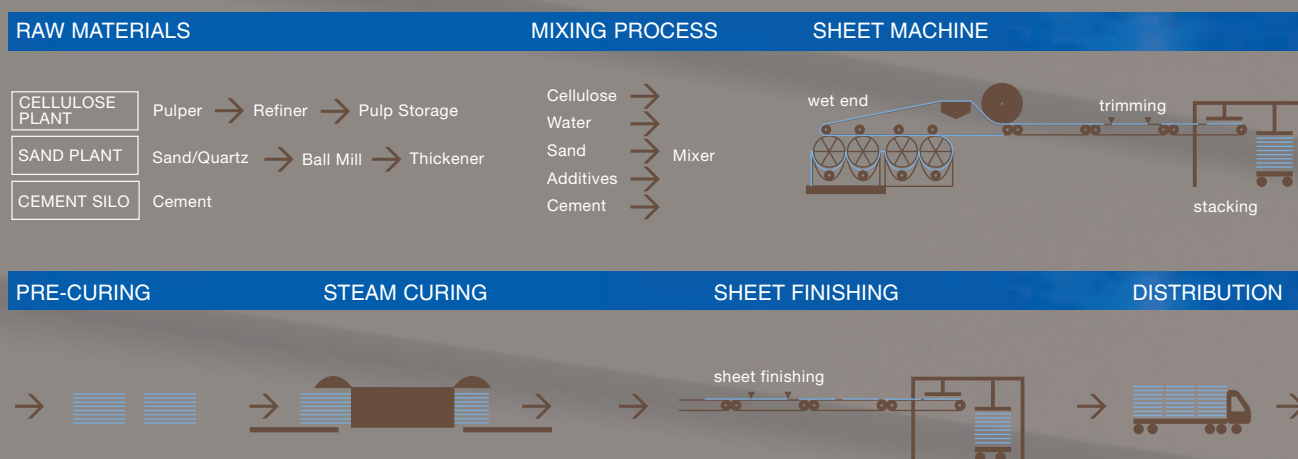 RAW MATERIALS MIXING PROCESS SHEET MACHINE
CELLULOSE
PLANT
Pulper Refiner Pulp Storage
SAND PLANT
Sand/Quartz Ball Mill Thickener
CEMENT SILO
Cement
Cellulose
Water
Sand
Additives
Cement
Mixer
wet end
trimming
stacking
PRE-CURING STEAM CURING SHEET FINISHING DISTRIBUTION
sheet finishing